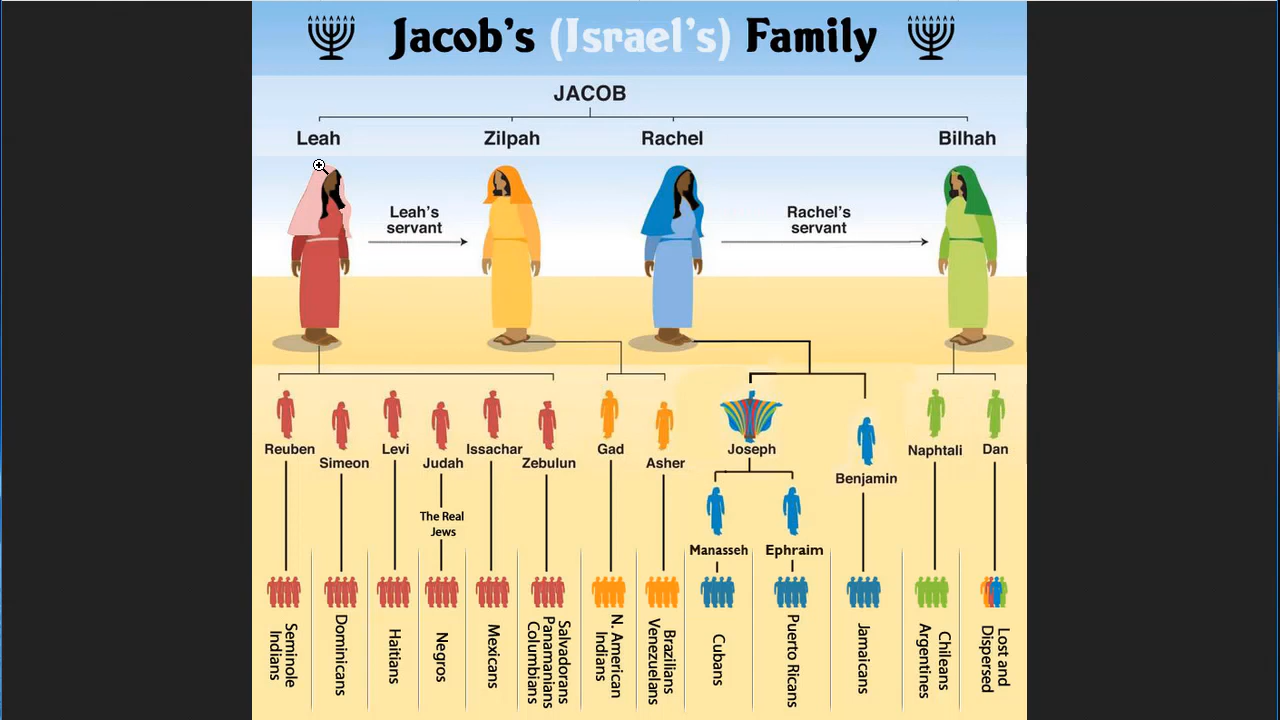 Jacob's (Israel's) Family
JACOB
Leah
Zilpah
Rachel
Bilhah
Leah's
servant
Rachel's
servant
Reuben
Simeon
Levi
Judah
Issachar
Zebulun
Gad
Asher
Joseph
Benjamin
Naphtali
Dan
The Real
Jews
Manasseh
Ephraim
Seminole
Indians
Dominicans
Haitians
Negros
Mexicans
Salvadorans
Panamanians
Columbians
N. American
Indians
Brazilians
Venezuelans
Cubans
Puerto Ricans
Jamaicans
Chileans
Argentines
Lost and
Dispersed